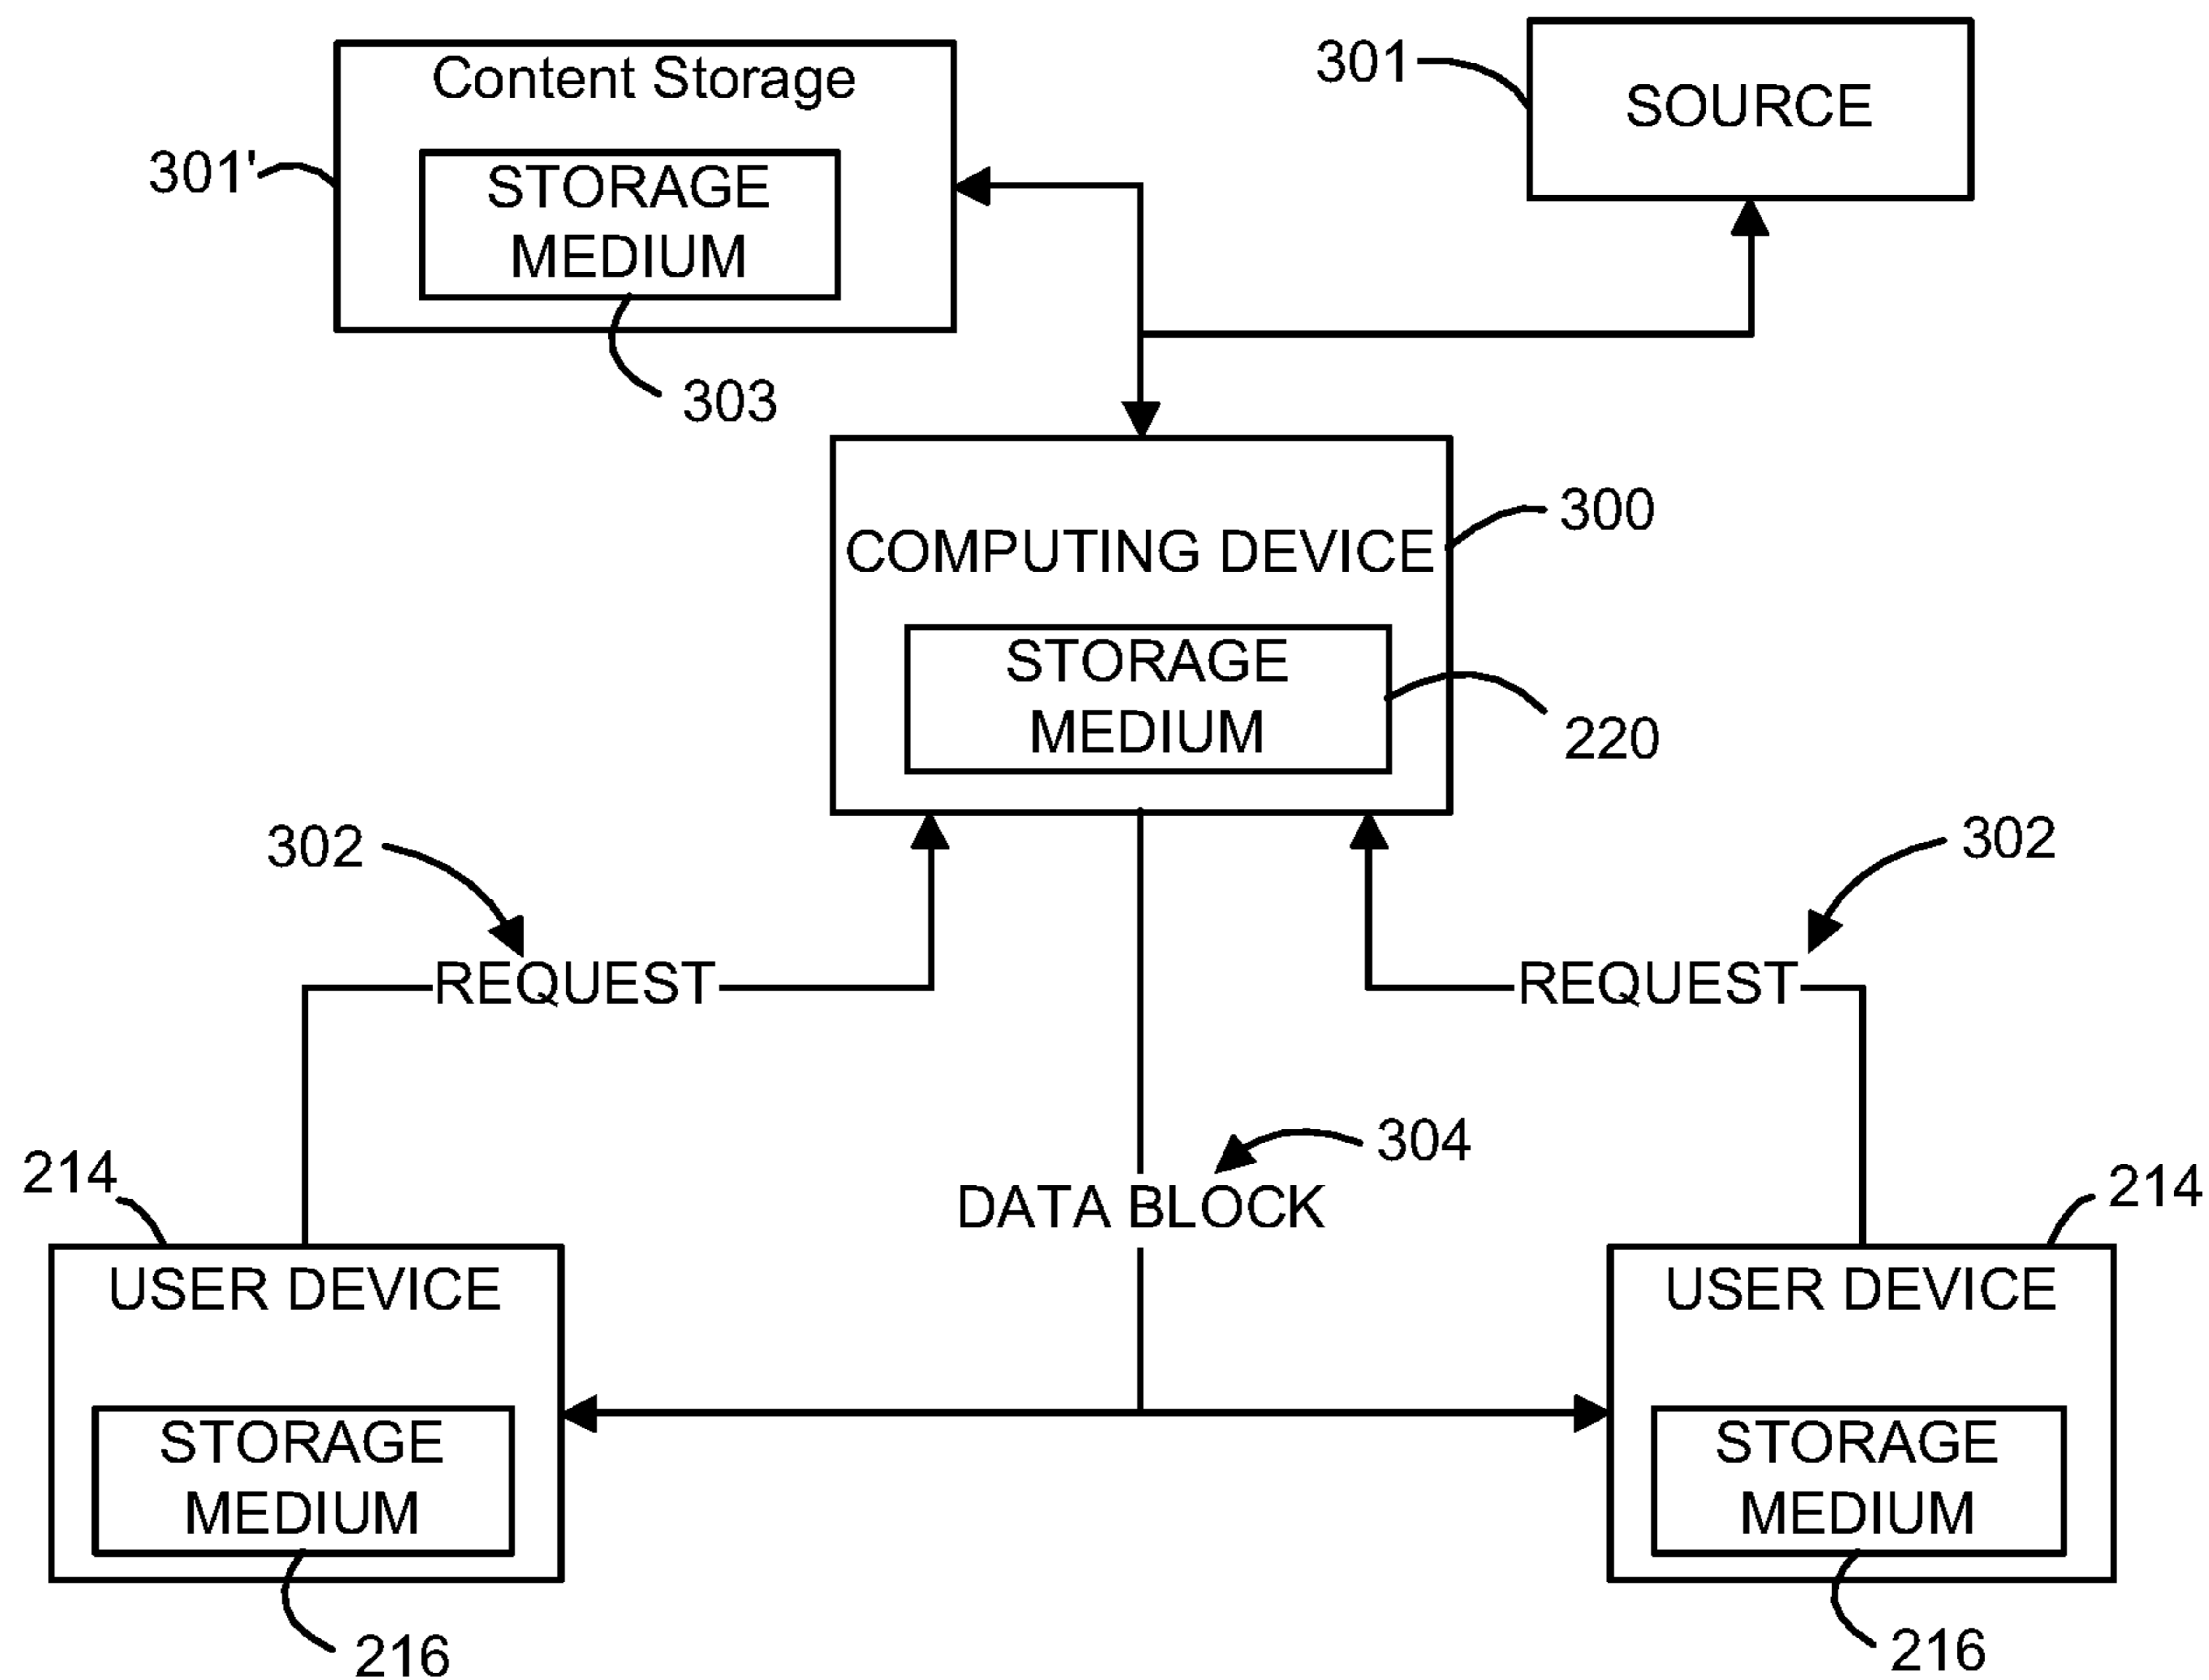 Content Storage
STORAGE
MEDIUM
301'
303
301
SOURCE
COMPUTING DEVICE
300
STORAGE
MEDIUM
220
302
REQUEST
302
REQUEST
304
DATA BLOCK
214
USER DEVICE
STORAGE
MEDIUM
216
214
USER DEVICE
STORAGE
MEDIUM
216